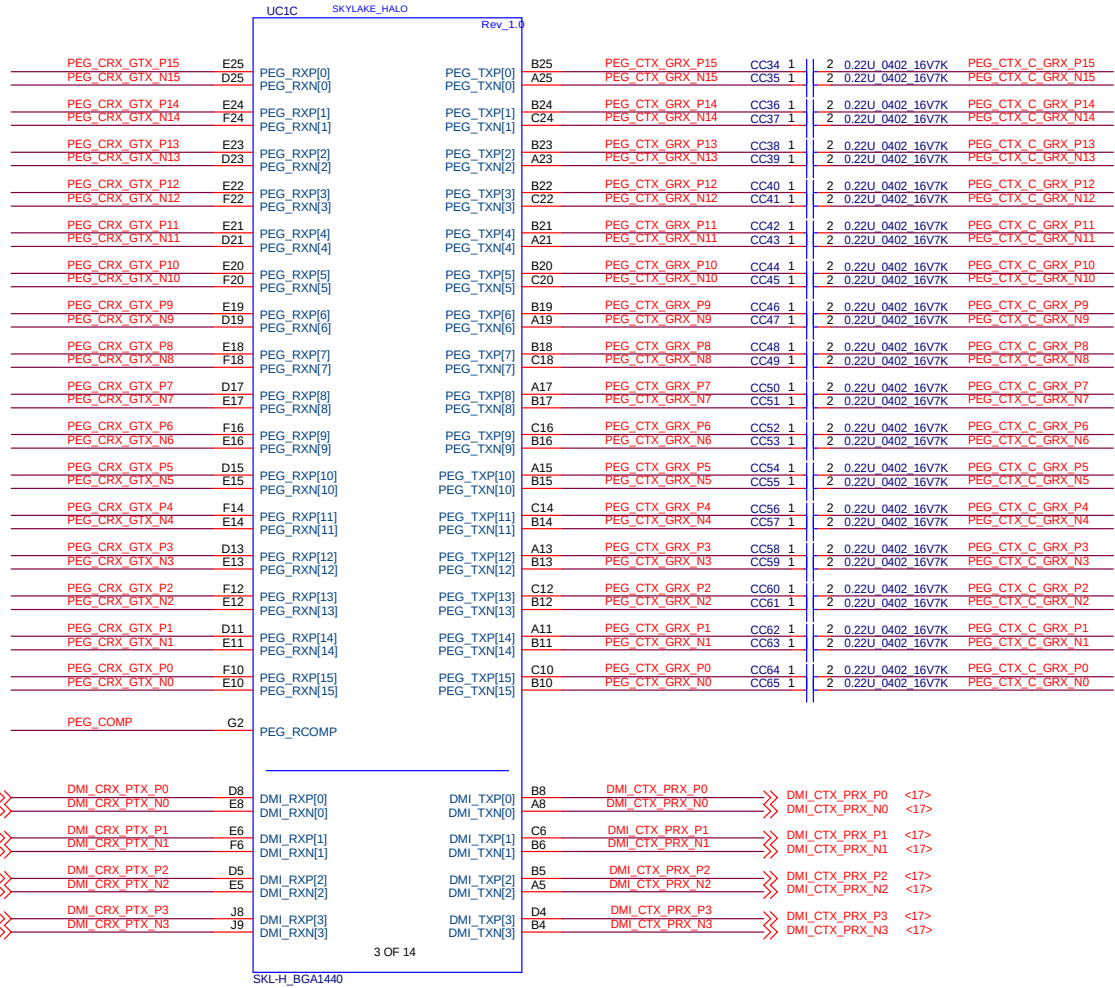 UC1C SKYLAKE_HALO
Rev_1.0
PEG_CRX_GTX_P15 E25 PEG_RXP[0] PEG_TXP[0] B25 PEG_CTX_GRX_P15 CC34 1 2 0.22U_0402_16V7K PEG_CTX_C_GRX_P15
PEG_CRX_GTX_N15 D25 PEG_RXN[0] PEG_TXN[0] A25 PEG_CTX_GRX_N15 CC35 1 2 0.22U_0402_16V7K PEG_CTX_C_GRX_N15
PEG_CRX_GTX_P14 E24 PEG_RXP[1] PEG_TXP[1] B24 PEG_CTX_GRX_P14 CC36 1 2 0.22U_0402_16V7K PEG_CTX_C_GRX_P14
PEG_CRX_GTX_N14 F24 PEG_RXN[1] PEG_TXN[1] C24 PEG_CTX_GRX_N14 CC37 1 2 0.22U_0402_16V7K PEG_CTX_C_GRX_N14
PEG_CRX_GTX_P13 E23 PEG_RXP[2] PEG_TXP[2] B23 PEG_CTX_GRX_P13 CC38 1 2 0.22U_0402_16V7K PEG_CTX_C_GRX_P13
PEG_CRX_GTX_N13 D23 PEG_RXN[2] PEG_TXN[2] A23 PEG_CTX_GRX_N13 CC39 1 2 0.22U_0402_16V7K PEG_CTX_C_GRX_N13
PEG_CRX_GTX_P12 E22 PEG_RXP[3] PEG_TXP[3] B22 PEG_CTX_GRX_P12 CC40 1 2 0.22U_0402_16V7K PEG_CTX_C_GRX_P12
PEG_CRX_GTX_N12 F22 PEG_RXN[3] PEG_TXN[3] C22 PEG_CTX_GRX_N12 CC41 1 2 0.22U_0402_16V7K PEG_CTX_C_GRX_N12
PEG_CRX_GTX_P11 E21 PEG_RXP[4] PEG_TXP[4] B21 PEG_CTX_GRX_P11 CC42 1 2 0.22U_0402_16V7K PEG_CTX_C_GRX_P11
PEG_CRX_GTX_N11 D21 PEG_RXN[4] PEG_TXN[4] A21 PEG_CTX_GRX_N11 CC43 1 2 0.22U_0402_16V7K PEG_CTX_C_GRX_N11
PEG_CRX_GTX_P10 E20 PEG_RXP[5] PEG_TXP[5] B20 PEG_CTX_GRX_P10 CC44 1 2 0.22U_0402_16V7K PEG_CTX_C_GRX_P10
PEG_CRX_GTX_N10 F20 PEG_RXN[5] PEG_TXN[5] C20 PEG_CTX_GRX_N10 CC45 1 2 0.22U_0402_16V7K PEG_CTX_C_GRX_N10
PEG_CRX_GTX_P9 E19 PEG_RXP[6] PEG_TXP[6] B19 PEG_CTX_GRX_P9 CC46 1 2 0.22U_0402_16V7K PEG_CTX_C_GRX_P9
PEG_CRX_GTX_N9 D19 PEG_RXN[6] PEG_TXN[6] A19 PEG_CTX_GRX_N9 CC47 1 2 0.22U_0402_16V7K PEG_CTX_C_GRX_N9
PEG_CRX_GTX_P8 E18 PEG_RXP[7] PEG_TXP[7] B18 PEG_CTX_GRX_P8 CC48 1 2 0.22U_0402_16V7K PEG_CTX_C_GRX_P8
PEG_CRX_GTX_N8 F18 PEG_RXN[7] PEG_TXN[7] C18 PEG_CTX_GRX_N8 CC49 1 2 0.22U_0402_16V7K PEG_CTX_C_GRX_N8
PEG_CRX_GTX_P7 D17 PEG_RXP[8] PEG_TXP[8] A17 PEG_CTX_GRX_P7 CC50 1 2 0.22U_0402_16V7K PEG_CTX_C_GRX_P7
PEG_CRX_GTX_N7 E17 PEG_RXN[8] PEG_TXN[8] B17 PEG_CTX_GRX_N7 CC51 1 2 0.22U_0402_16V7K PEG_CTX_C_GRX_N7
PEG_CRX_GTX_P6 F16 PEG_RXP[9] PEG_TXP[9] C16 PEG_CTX_GRX_P6 CC52 1 2 0.22U_0402_16V7K PEG_CTX_C_GRX_P6
PEG_CRX_GTX_N6 E16 PEG_RXN[9] PEG_TXN[9] B16 PEG_CTX_GRX_N6 CC53 1 2 0.22U_0402_16V7K PEG_CTX_C_GRX_N6
PEG_CRX_GTX_P5 D15 PEG_RXP[10] PEG_TXP[10] A15 PEG_CTX_GRX_P5 CC54 1 2 0.22U_0402_16V7K PEG_CTX_C_GRX_P5
PEG_CRX_GTX_N5 E15 PEG_RXN[10] PEG_TXN[10] B15 PEG_CTX_GRX_N5 CC55 1 2 0.22U_0402_16V7K PEG_CTX_C_GRX_N5
PEG_CRX_GTX_P4 F14 PEG_RXP[11] PEG_TXP[11] C14 PEG_CTX_GRX_P4 CC56 1 2 0.22U_0402_16V7K PEG_CTX_C_GRX_P4
PEG_CRX_GTX_N4 E14 PEG_RXN[11] PEG_TXN[11] B14 PEG_CTX_GRX_N4 CC57 1 2 0.22U_0402_16V7K PEG_CTX_C_GRX_N4
PEG_CRX_GTX_P3 D13 PEG_RXP[12] PEG_TXP[12] A13 PEG_CTX_GRX_P3 CC58 1 2 0.22U_0402_16V7K PEG_CTX_C_GRX_P3
PEG_CRX_GTX_N3 E13 PEG_RXN[12] PEG_TXN[12] B13 PEG_CTX_GRX_N3 CC59 1 2 0.22U_0402_16V7K PEG_CTX_C_GRX_N3
PEG_CRX_GTX_P2 F12 PEG_RXP[13] PEG_TXP[13] C12 PEG_CTX_GRX_P2 CC60 1 2 0.22U_0402_16V7K PEG_CTX_C_GRX_P2
PEG_CRX_GTX_N2 E12 PEG_RXN[13] PEG_TXN[13] B12 PEG_CTX_GRX_N2 CC61 1 2 0.22U_0402_16V7K PEG_CTX_C_GRX_N2
PEG_CRX_GTX_P1 D11 PEG_RXP[14] PEG_TXP[14] A11 PEG_CTX_GRX_P1 CC62 1 2 0.22U_0402_16V7K PEG_CTX_C_GRX_P1
PEG_CRX_GTX_N1 E11 PEG_RXN[14] PEG_TXN[14] B11 PEG_CTX_GRX_N1 CC63 1 2 0.22U_0402_16V7K PEG_CTX_C_GRX_N1
PEG_CRX_GTX_P0 F10 PEG_RXP[15] PEG_TXP[15] C10 PEG_CTX_GRX_P0 CC64 1 2 0.22U_0402_16V7K PEG_CTX_C_GRX_P0
PEG_CRX_GTX_N0 E10 PEG_RXN[15] PEG_TXN[15] B10 PEG_CTX_GRX_N0 CC65 1 2 0.22U_0402_16V7K PEG_CTX_C_GRX_N0
PEG_COMP G2 PEG_RCOMP
DMI_CRX_PTX_P0 D8 DMI_RXP[0] DMI_TXP[0] B8 DMI_CTX_PRX_P0 DMI_CTX_PRX_P0 <17>
DMI_CRX_PTX_N0 E8 DMI_RXN[0] DMI_TXN[0] A8 DMI_CTX_PRX_N0 DMI_CTX_PRX_N0 <17>
DMI_CRX_PTX_P1 E6 DMI_RXP[1] DMI_TXP[1] C6 DMI_CTX_PRX_P1 DMI_CTX_PRX_P1 <17>
DMI_CRX_PTX_N1 F6 DMI_RXN[1] DMI_TXN[1] B6 DMI_CTX_PRX_N1 DMI_CTX_PRX_N1 <17>
DMI_CRX_PTX_P2 D5 DMI_RXP[2] DMI_TXP[2] B5 DMI_CTX_PRX_P2 DMI_CTX_PRX_P2 <17>
DMI_CRX_PTX_N2 E5 DMI_RXN[2] DMI_TXN[2] A5 DMI_CTX_PRX_N2 DMI_CTX_PRX_N2 <17>
DMI_CRX_PTX_P3 J8 DMI_RXP[3] DMI_TXP[3] D4 DMI_CTX_PRX_P3 DMI_CTX_PRX_P3 <17>
DMI_CRX_PTX_N3 J9 DMI_RXN[3] DMI_TXN[3] B4 DMI_CTX_PRX_N3 DMI_CTX_PRX_N3 <17>
3 OF 14
SKL-H_BGA1440